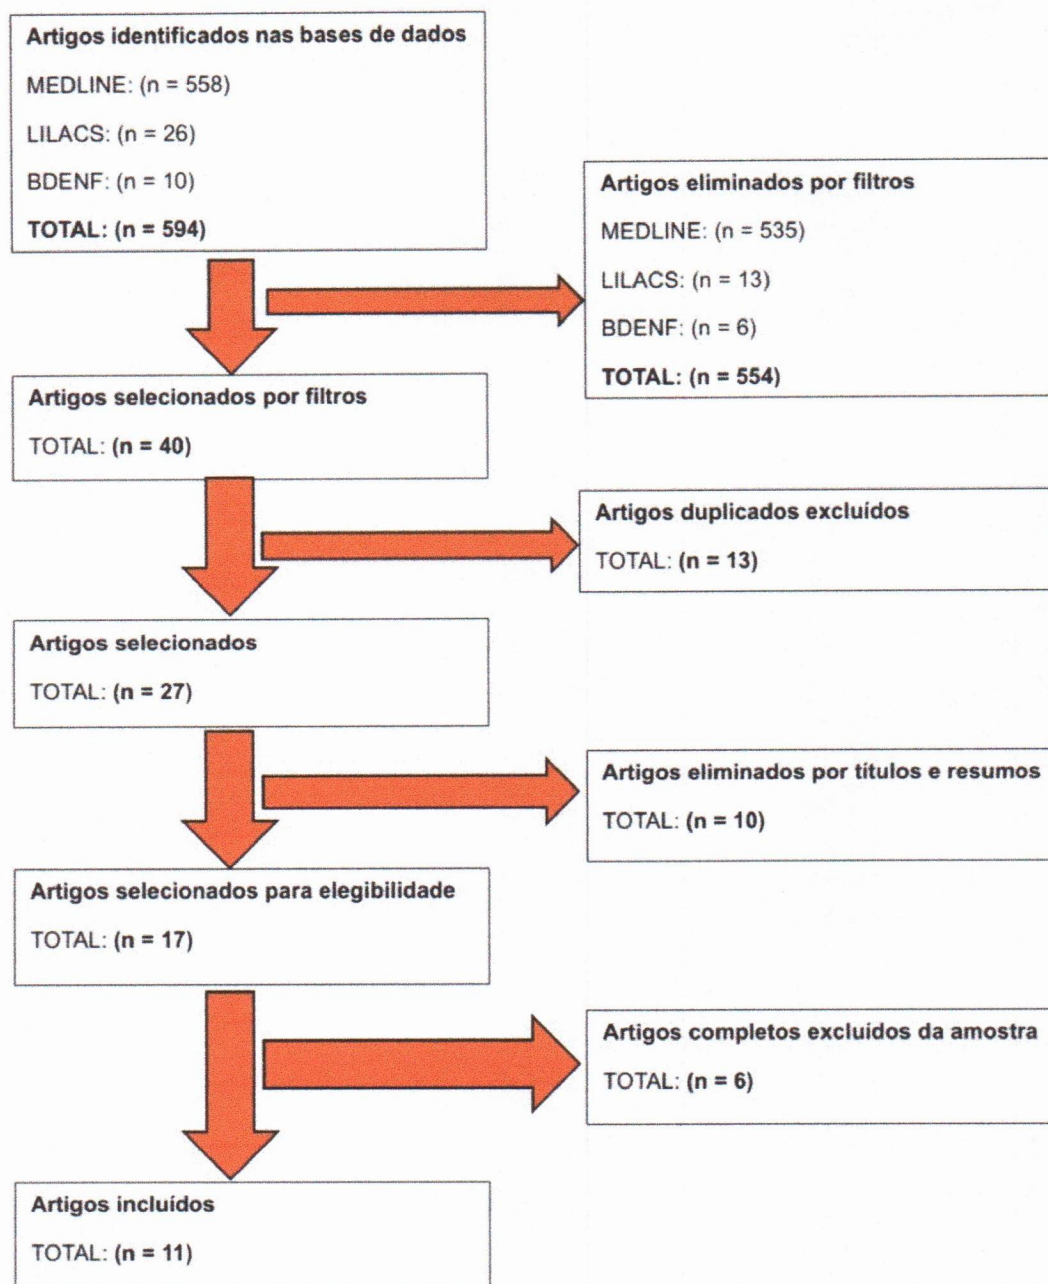 Artigos identificados nas bases de dados
MEDLINE: (n = 558)
LILACS: (n = 26)
BDENF: (n = 10)
TOTAL: (n = 594)
Artigos eliminados por filtros
MEDLINE: (n = 535)
LILACS: (n = 13)
BDENF: (n = 6)
TOTAL: (n = 554)
Artigos selecionados por filtros
TOTAL: (n = 40)
Artigos duplicados excluídos
TOTAL: (n = 13)
Artigos selecionados
TOTAL: (n = 27)
Artigos eliminados por títulos e resumos
TOTAL: (n = 10)
Artigos selecionados para elegibilidade
TOTAL: (n = 17)
Artigos completos excluídos da amostra
TOTAL: (n = 6)
Artigos incluídos
TOTAL: (n = 11)